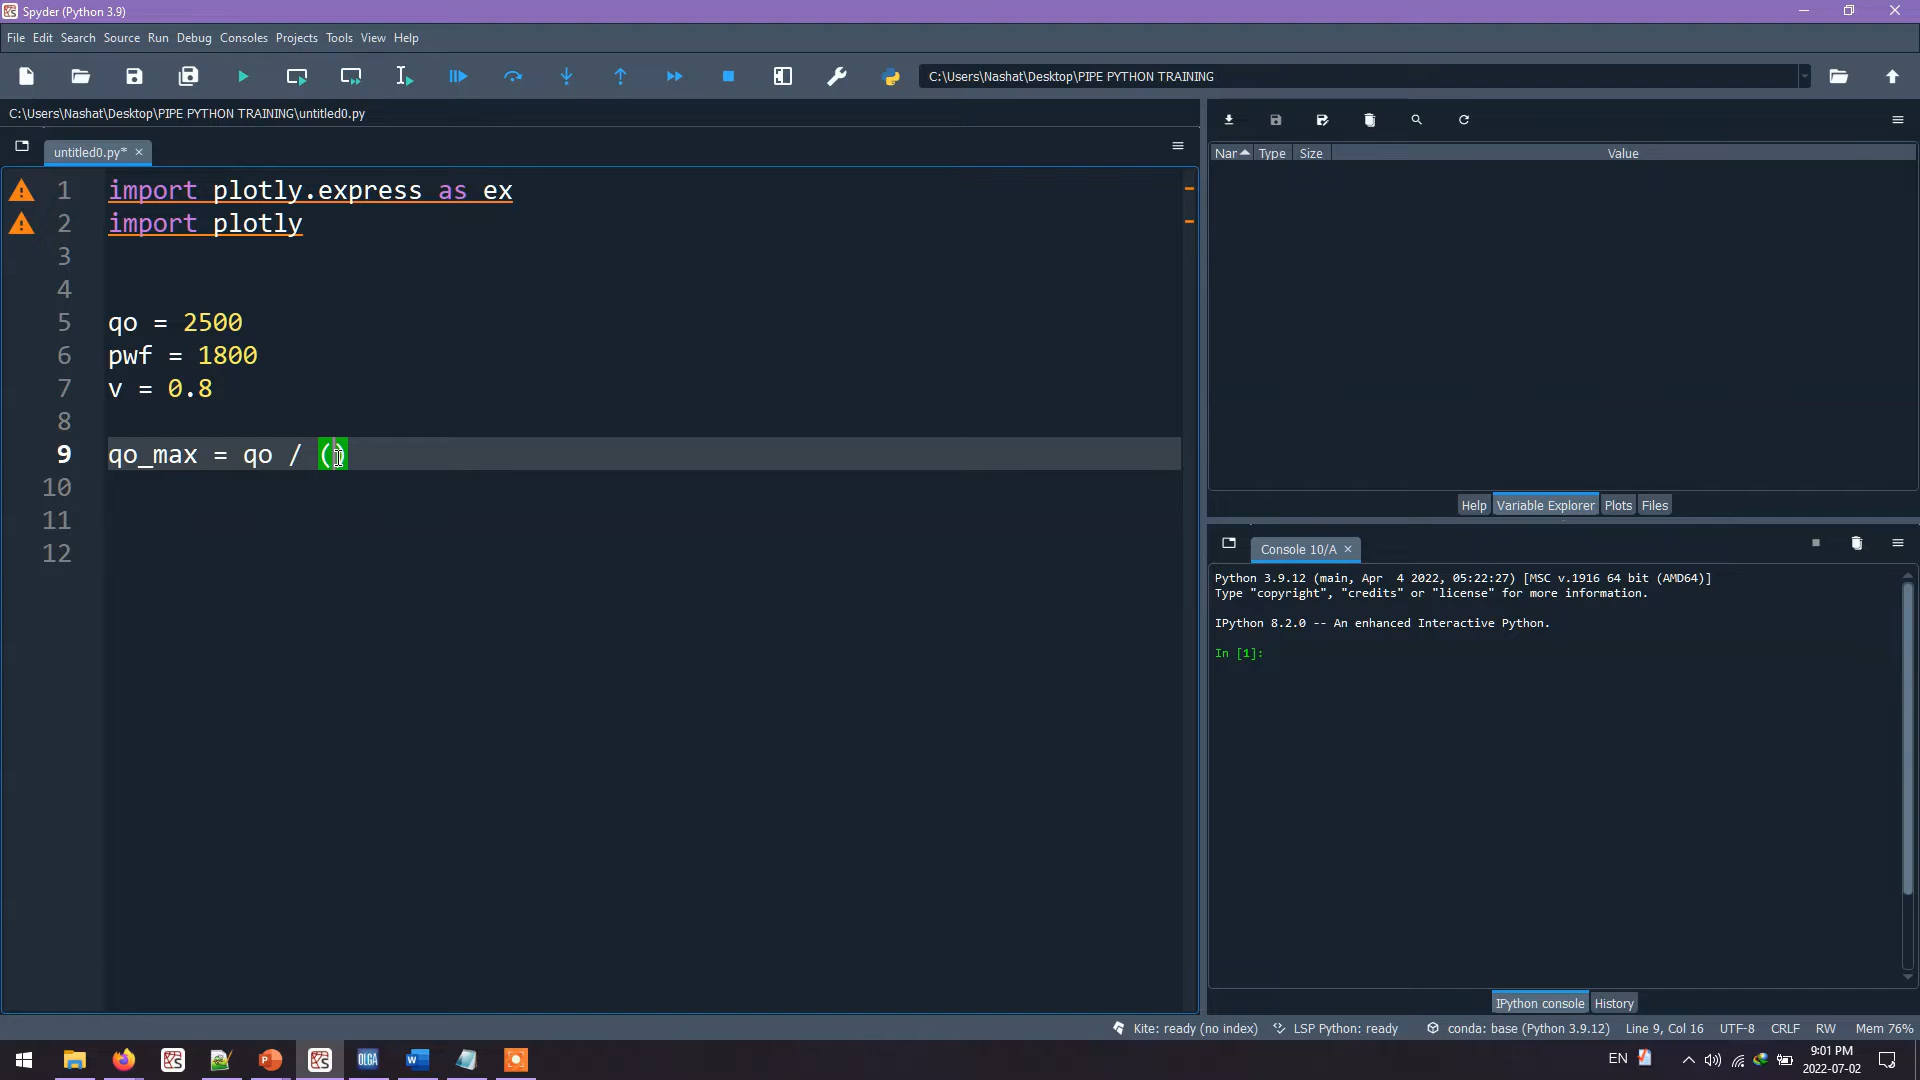 Spyder (Python 3.9)
File Edit Search Source Run Debug Consoles Projects Tools View Help
C:\Users\Nashat\Desktop\PIPE PYTHON TRAINING
C:\Users\Nashat\Desktop\PIPE PYTHON TRAINING\untitled0.py
untitled0.py*
Nar Type Size Value
1 import plotly.express as ex
2 import plotly
3
4
5 qo = 2500
6 pwf = 1800
7 v = 0.8
8
9 qo_max = qo / ()
10
11
12
Help Variable Explorer Plots Files
Console 10/A
Python 3.9.12 (main, Apr  4 2022, 05:22:27) [MSC v.1916 64 bit (AMD64)]
Type "copyright", "credits" or "license" for more information.
IPython 8.2.0 -- An enhanced Interactive Python.
In [1]:
IPython console History
Kite: ready (no index) LSP Python: ready conda: base (Python 3.9.12) Line 9, Col 16 UTF-8 CRLF RW Mem 76%
OLGA
EN
9:01 PM
2022-07-02